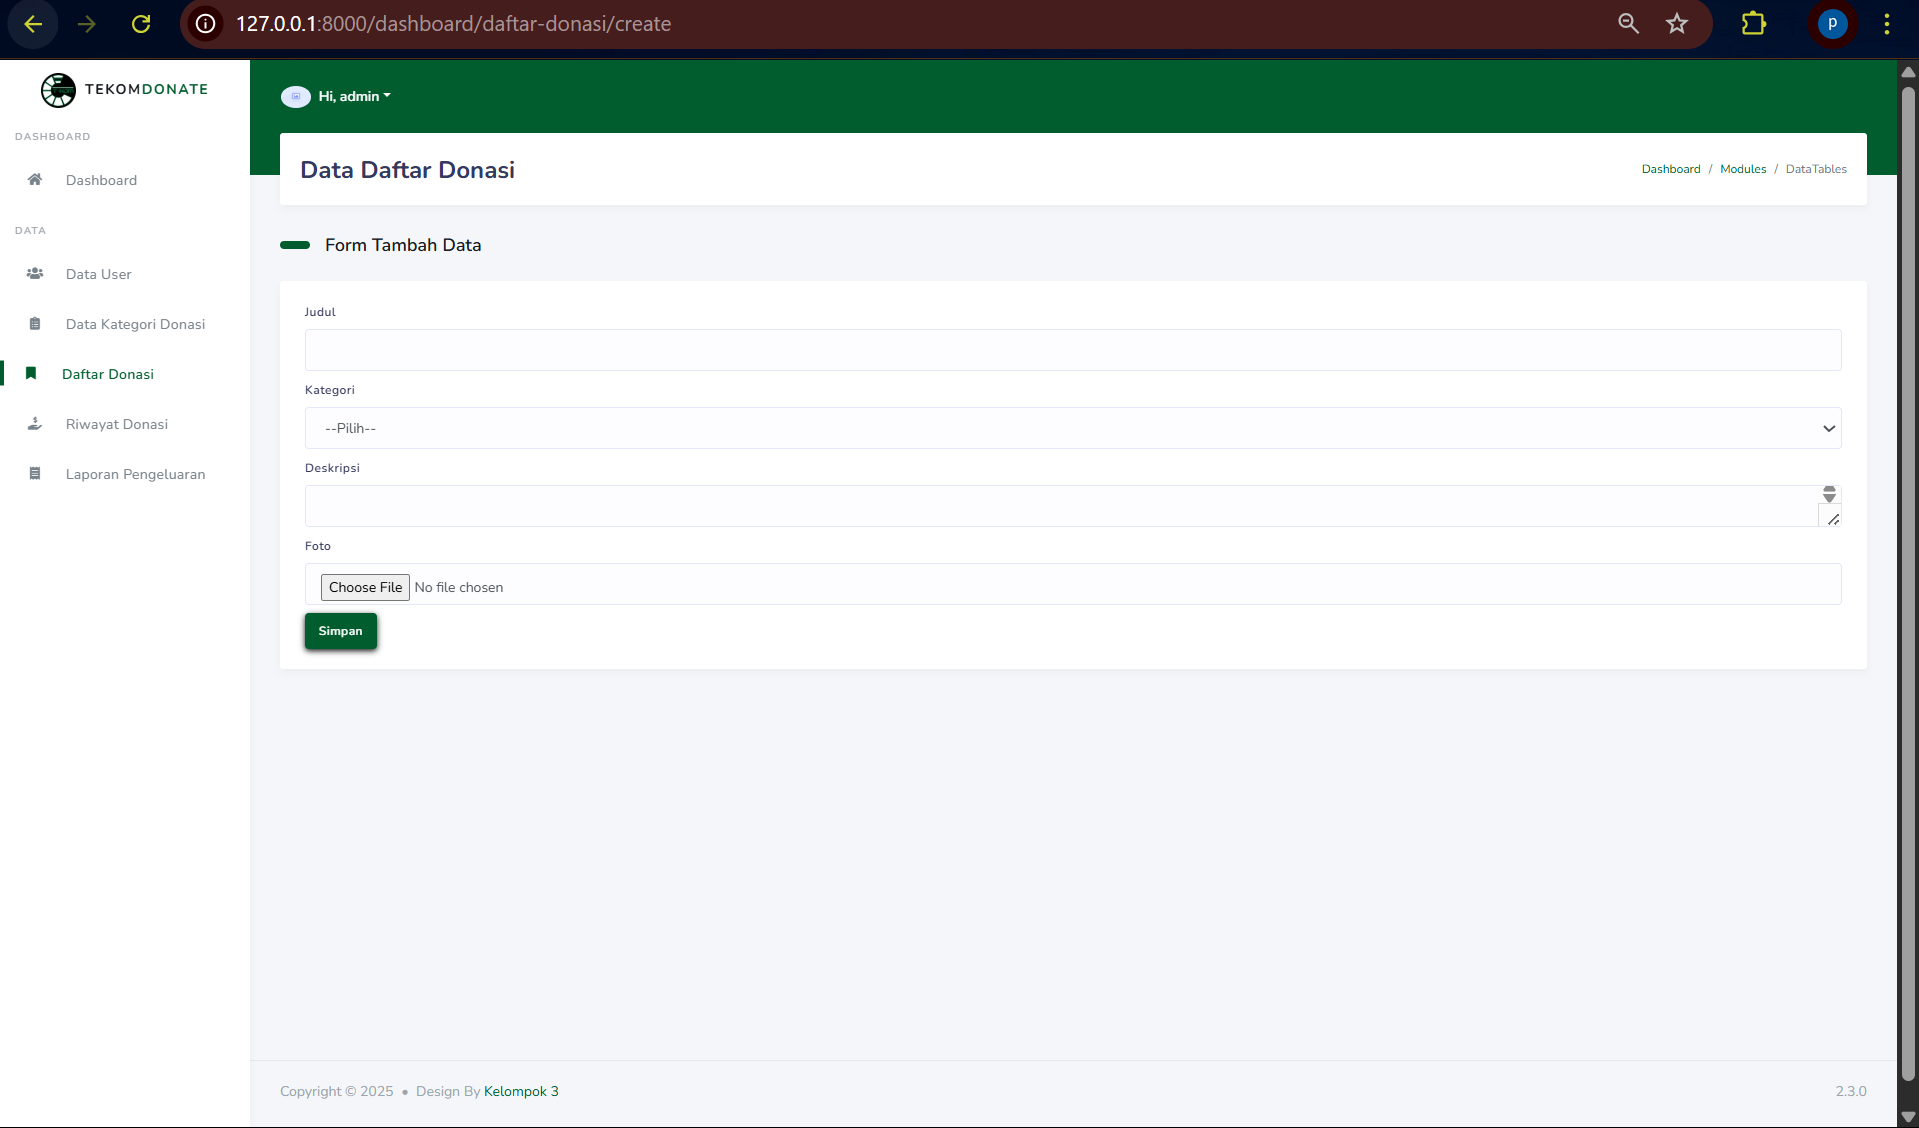 127.0.0.1:8000/dashboard/daftar-donasi/create
p
TEKOMDONATE
DASHBOARD
Dashboard
DATA
Data User
Data Kategori Donasi
Daftar Donasi
Riwayat Donasi
Laporan Pengeluaran
Hi, admin
Data Daftar Donasi
Dashboard / Modules / DataTables
Form Tambah Data
Judul
Kategori
--Pilih--
Deskripsi
Foto
Choose File No file chosen
Simpan
Copyright © 2025 • Design By Kelompok 3
2.3.0